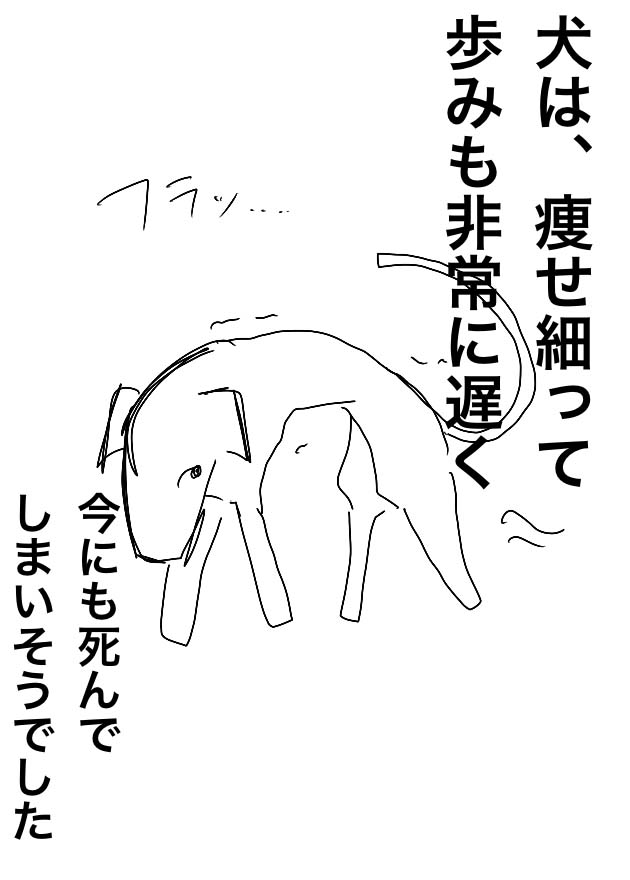 犬は、痩せ細って
歩みも非常に遅く
フラッ....
今にも死んで
しまいそうでした